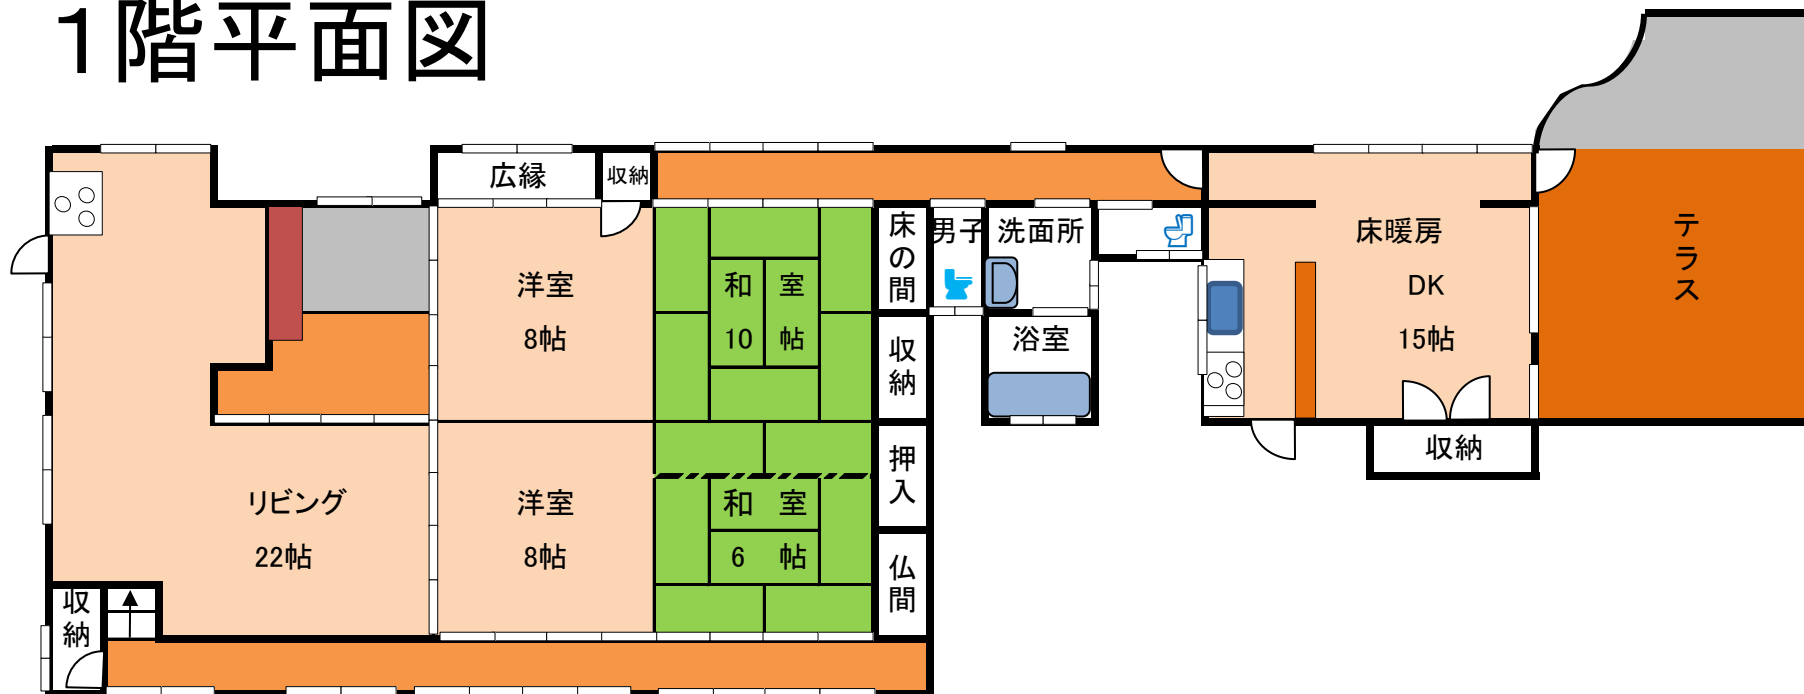 1階平面図
広縁
収納
床の間
男子
洗面所
床暖房
DK
15帖
テラス
洋室
8帖
和室
10帖
収納
浴室
収納
押入
リビング
22帖
洋室
8帖
和室
6帖
仏間
収納